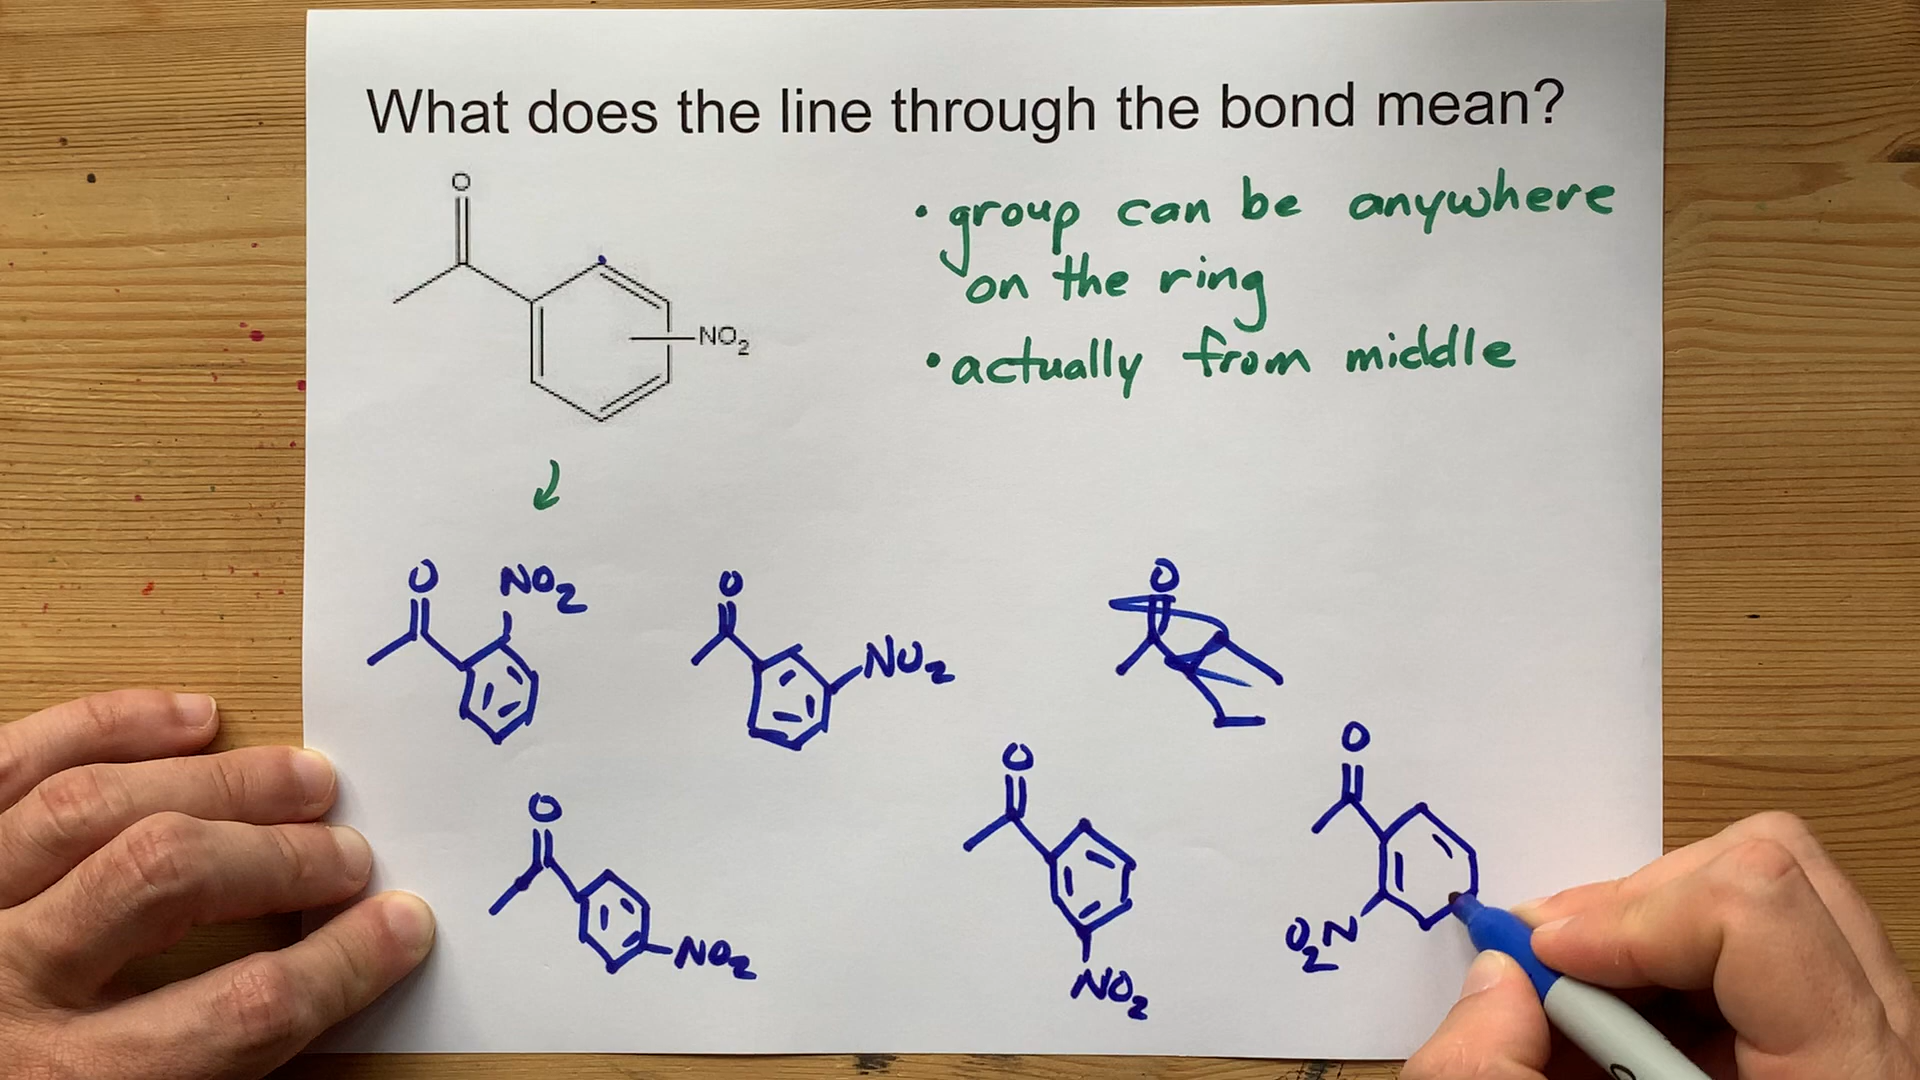 What does the line through the bond mean?
O
NO2
• group can be anywhere
on the ring
• actually from middle
O NO2
O NO2
O
O NO2
O NO2
O O2N